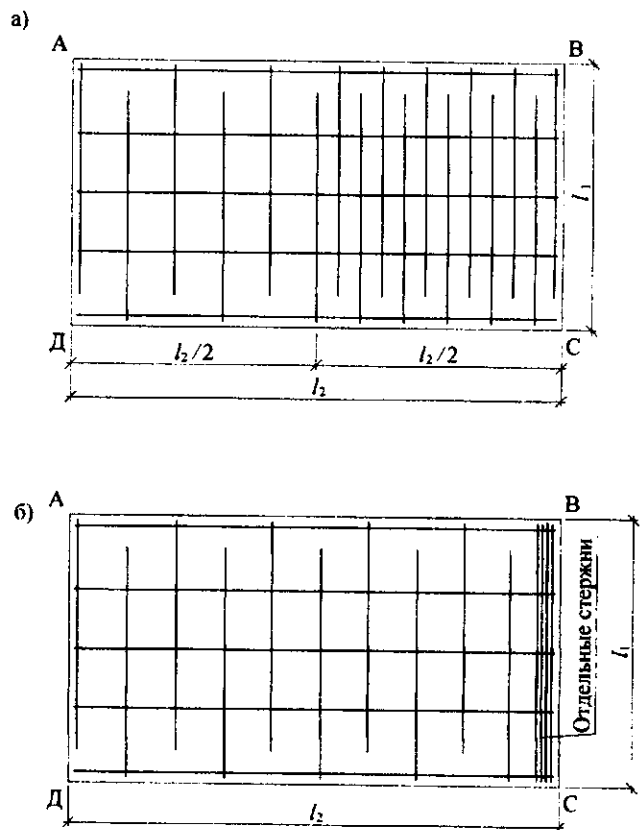 а)
А
В
l₁
Д
С
l₂/2
l₂/2
l₂
б)
А
В
Отдельные стержни
l₁
Д
С
l₂